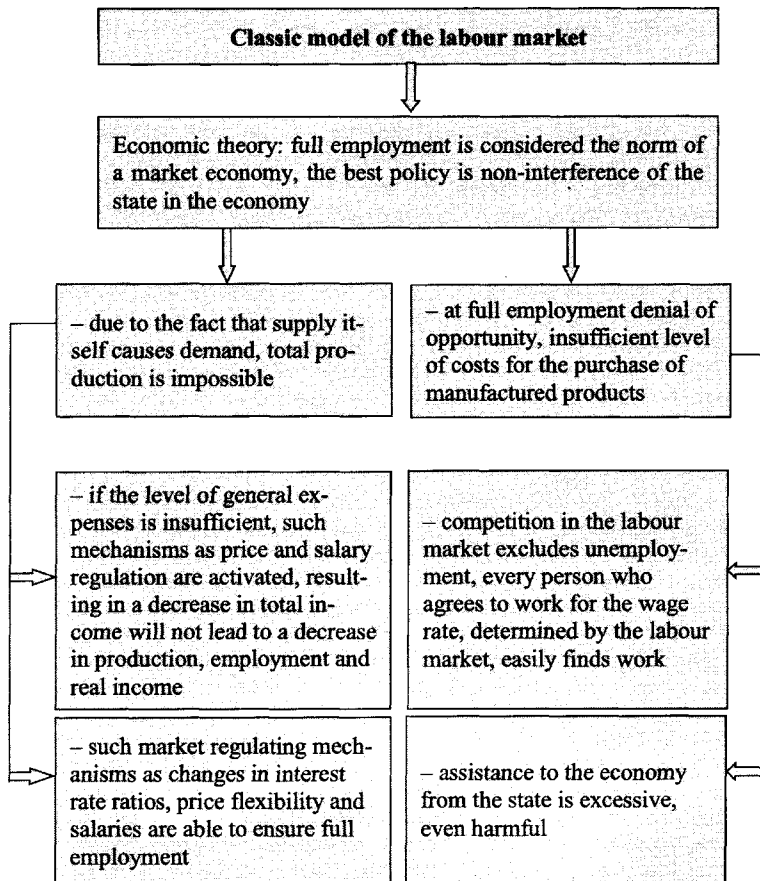 Classic model of the labour market
Economic theory: full employment is considered the norm of
a market economy, the best policy is non-interference of the
state in the economy
– due to the fact that supply it-
self causes demand, total pro-
duction is impossible
– at full employment denial of
opportunity, insufficient level
of costs for the purchase of
manufactured products
– if the level of general ex-
penses is insufficient, such
mechanisms as price and salary
regulation are activated, result-
ing in a decrease in total in-
come will not lead to a decrease
in production, employment and
real income
– competition in the labour
market excludes unemploy-
ment, every person who
agrees to work for the wage
rate, determined by the labour
market, easily finds work
– such market regulating mech-
anisms as changes in interest
rate ratios, price flexibility and
salaries are able to ensure full
employment
– assistance to the economy
from the state is excessive,
even harmful